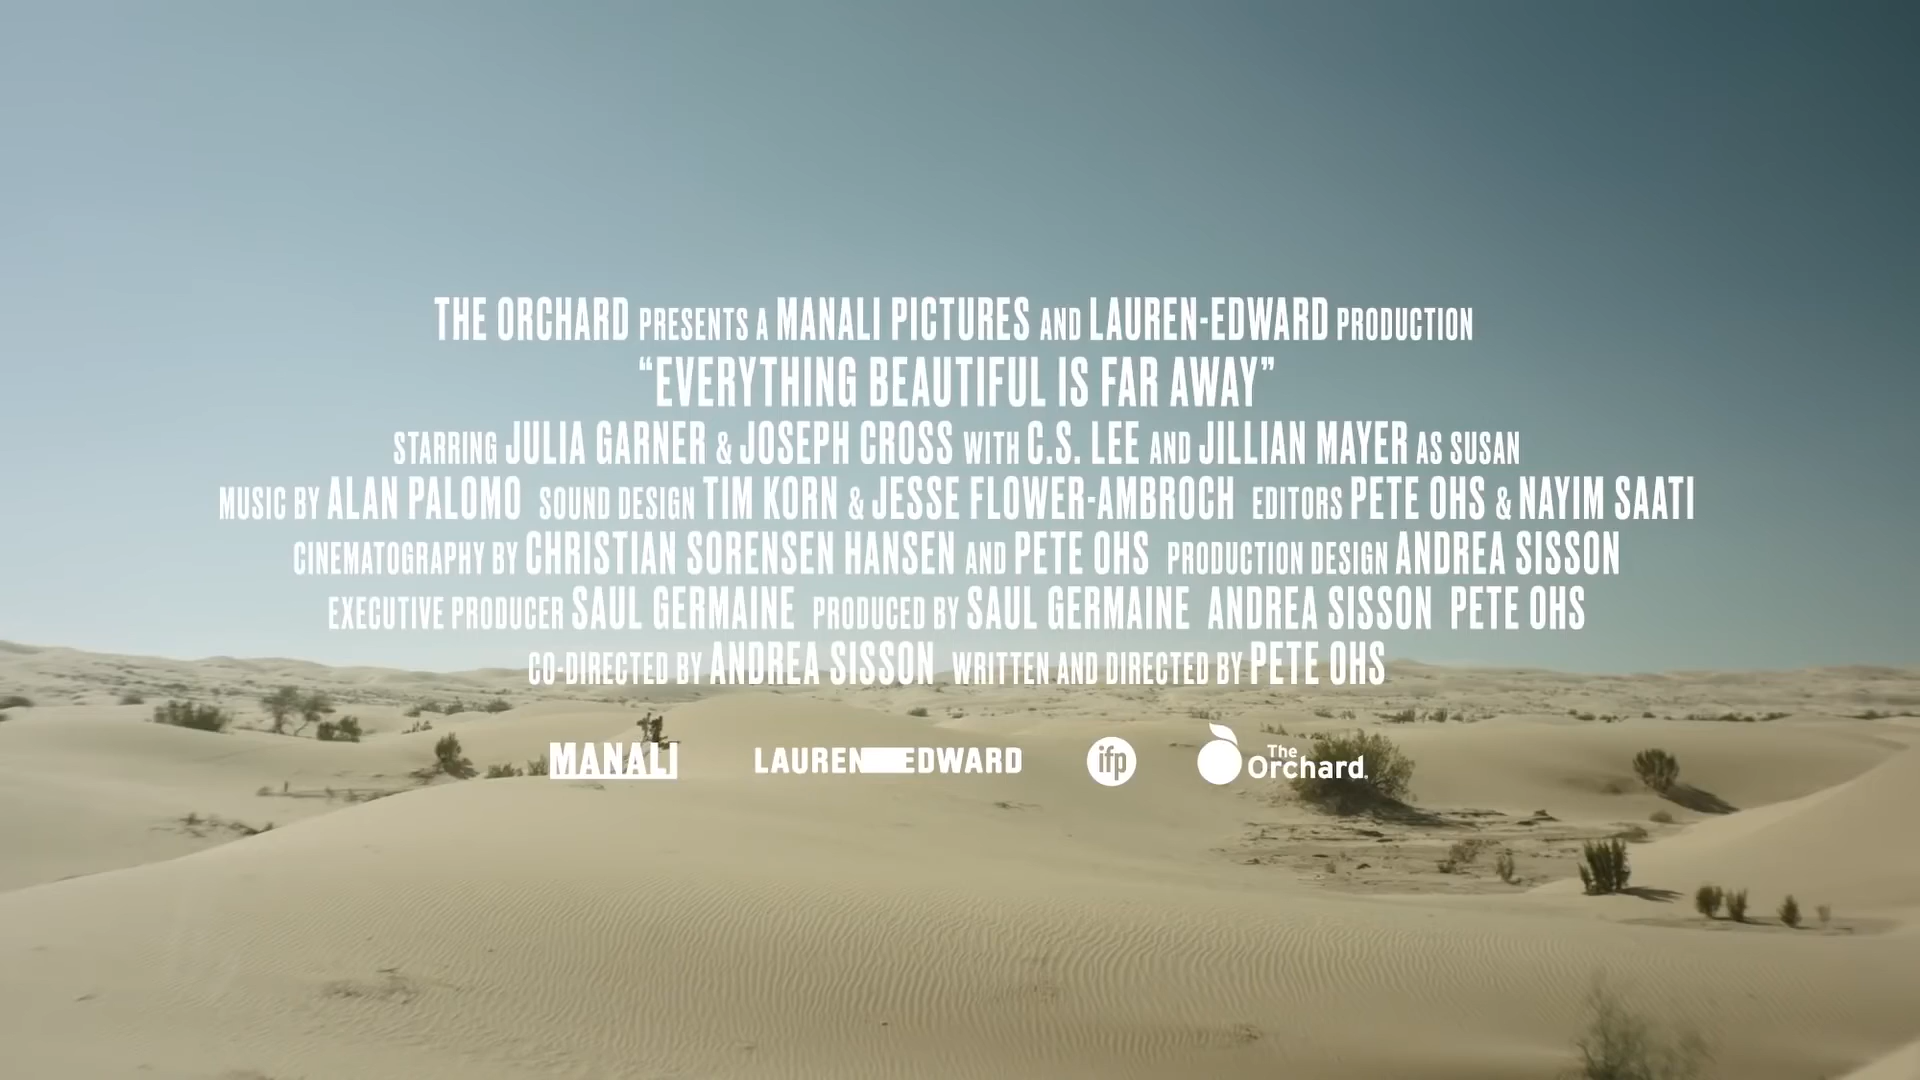 THE ORCHARD PRESENTS A MANALI PICTURES AND LAUREN-EDWARD PRODUCTION
“EVERYTHING BEAUTIFUL IS FAR AWAY”
STARRING JULIA GARNER & JOSEPH CROSS WITH C.S. LEE AND JILLIAN MAYER AS SUSAN
MUSIC BY ALAN PALOMO SOUND DESIGN TIM KORN & JESSE FLOWER-AMBROCH EDITORS PETE OHS & NAYIM SAATI
CINEMATOGRAPHY BY CHRISTIAN SORENSEN HANSEN AND PETE OHS PRODUCTION DESIGN ANDREA SISSON
EXECUTIVE PRODUCER SAUL GERMAINE PRODUCED BY SAUL GERMAINE ANDREA SISSON PETE OHS
CO-DIRECTED BY ANDREA SISSON WRITTEN AND DIRECTED BY PETE OHS
MANALI LAUREN EDWARD ifp The Orchard